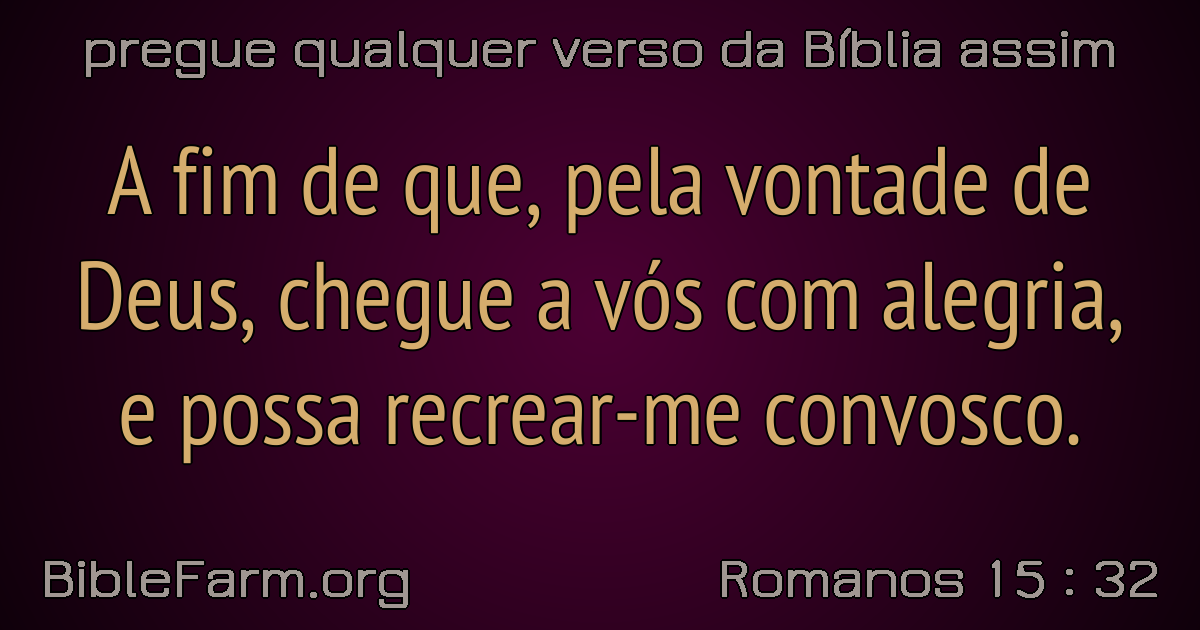 pregue qualquer verso da Bíblia assim
A fim de que, pela vontade de
Deus, chegue a vós com alegria,
e possa recrear-me convosco.
BibleFarm.org
Romanos 15 : 32